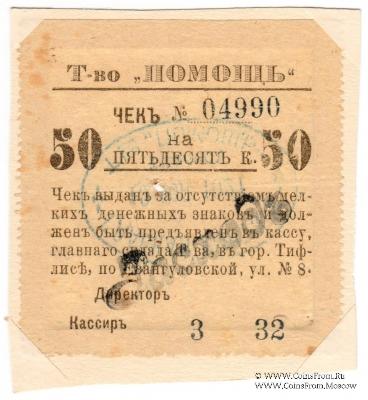 Т-во „ПОМОЩЬ“
ЧЕКЪ № 04990
50 на 50
ПЯТЬДЕСЯТЪ К.
Чекъ выданъ за отсутствіемъ мел-
кихъ денежныхъ знаковъ и дол-
женъ быть предъявленъ въ кассу,
главнаго склада Т-ва, въ гор. Тиф-
лисѣ, по Евангуловской, ул. № 8-
Директоръ
Кассиръ 3 32
© www.CoinsFrom.Ru
www.CoinsFrom.Moscow